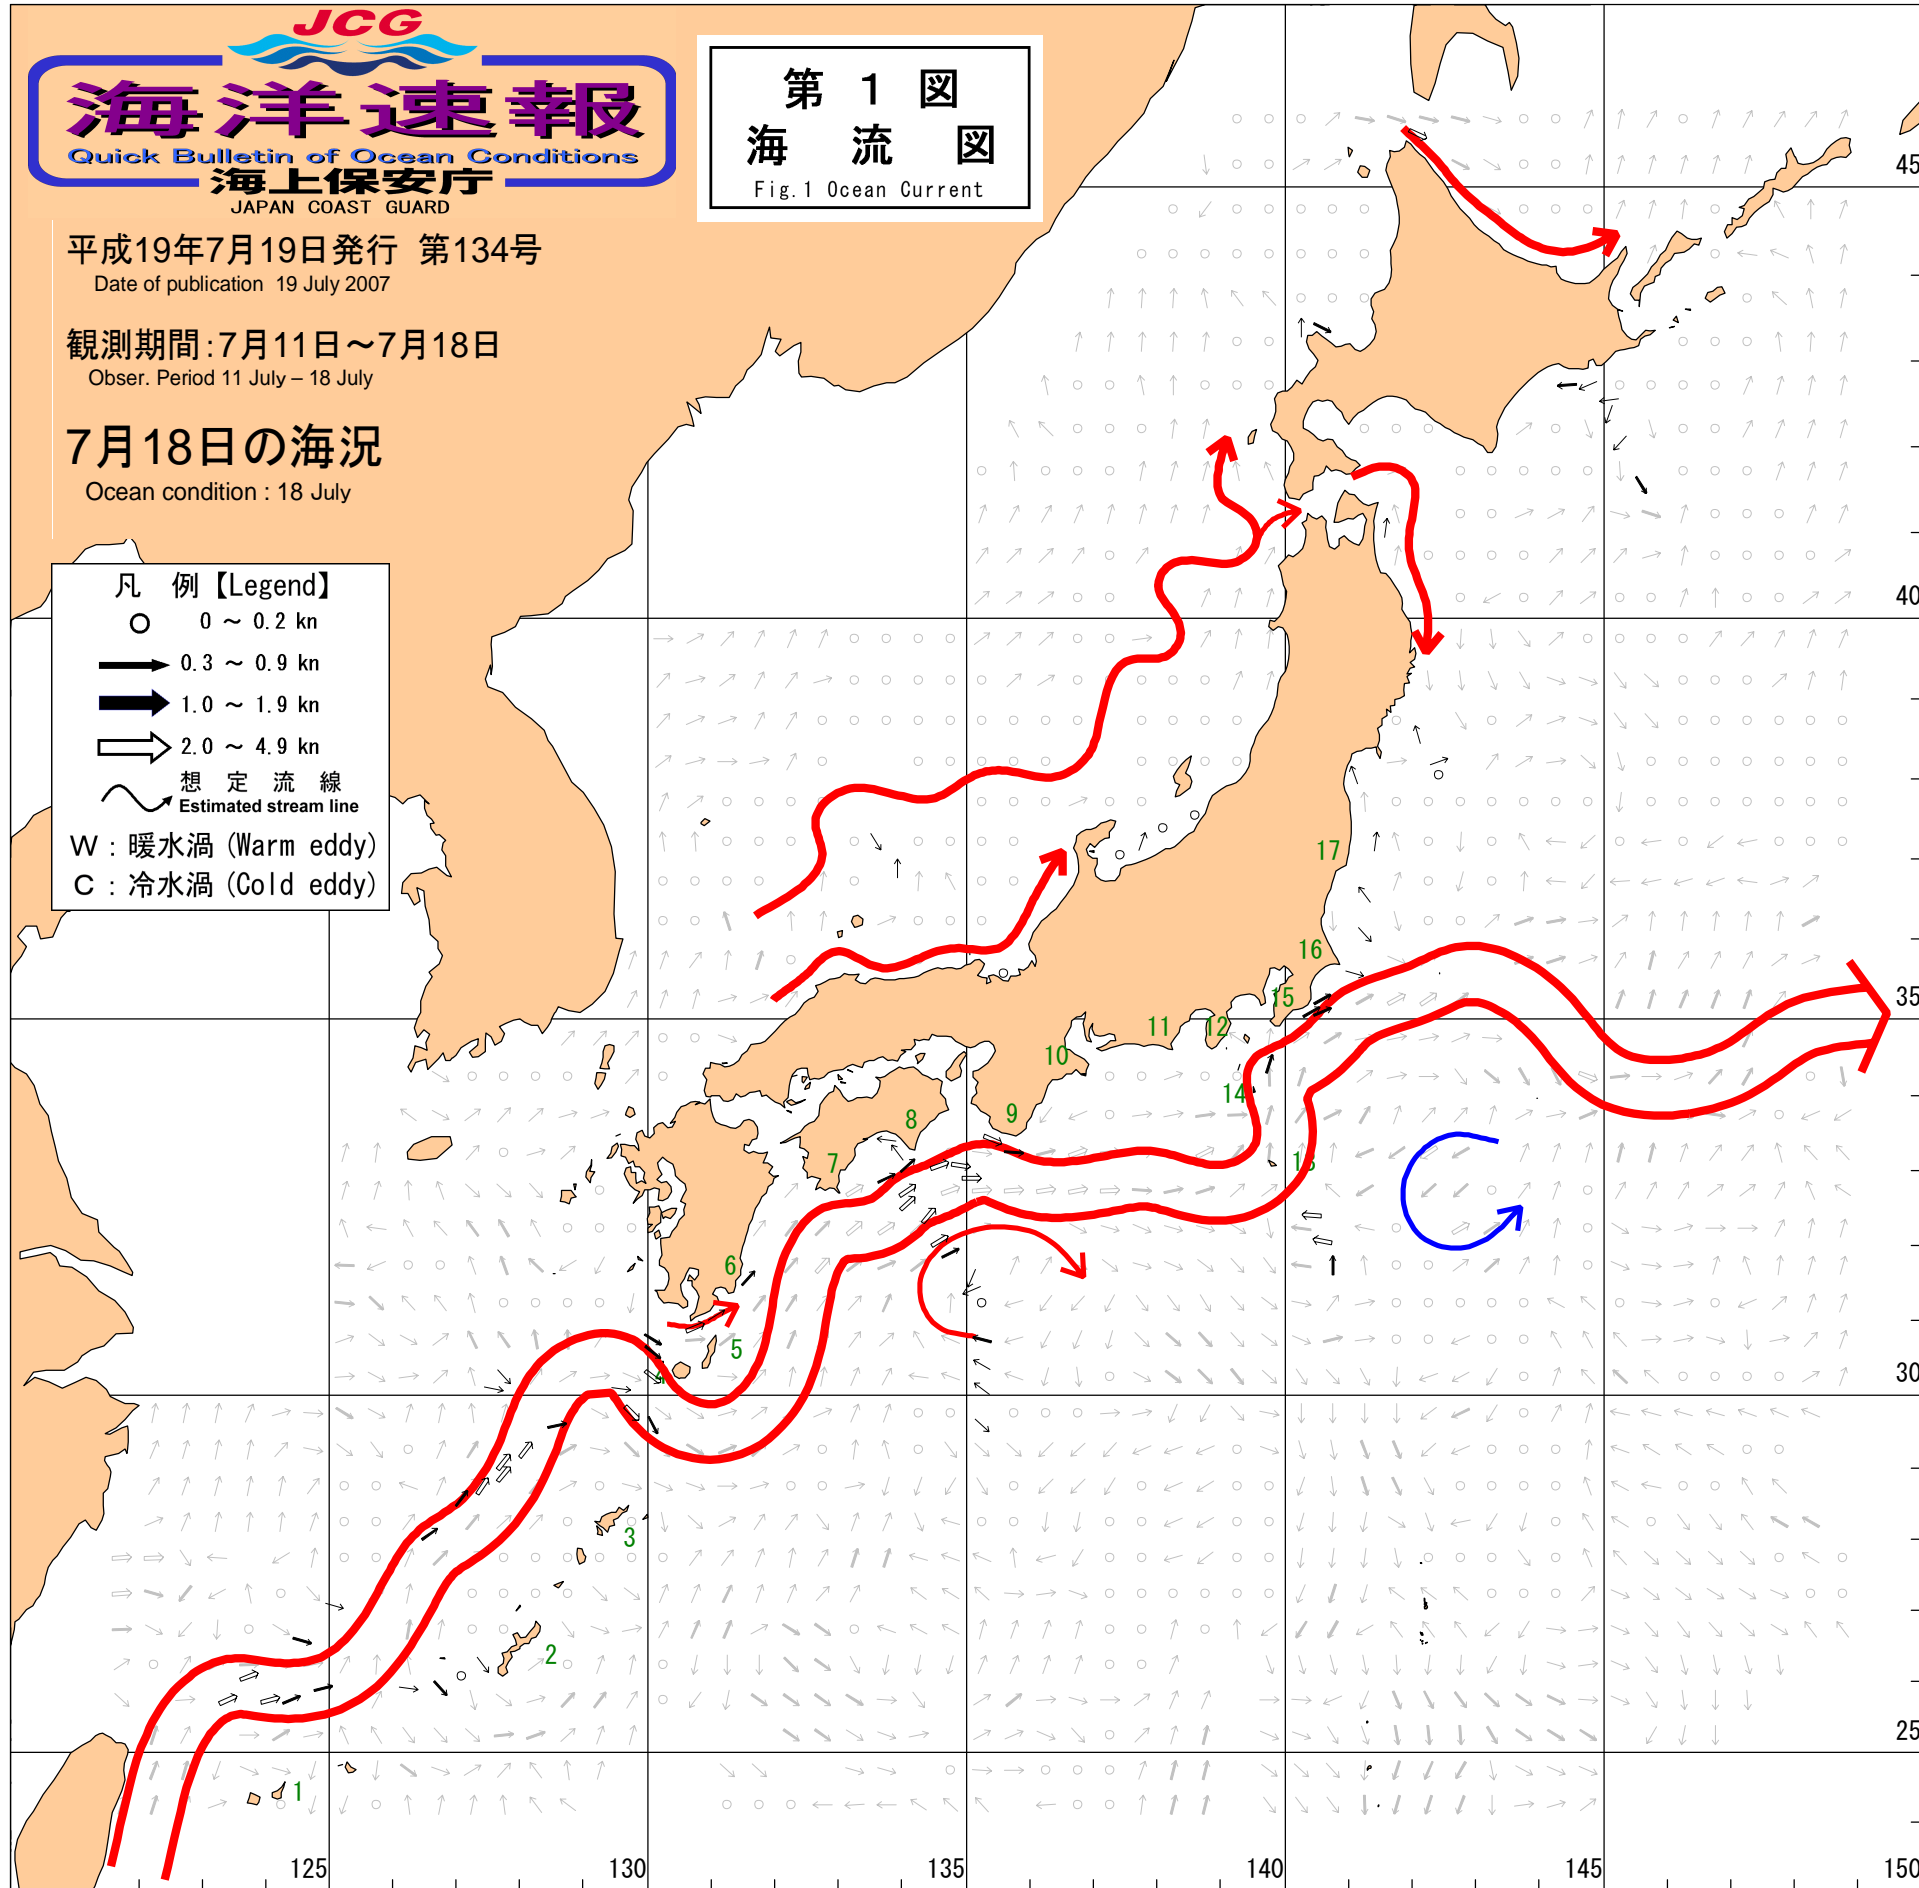 JCG
海洋速報
Quick Bulletin of Ocean Conditions
海上保安庁
JAPAN COAST GUARD
第 1 図
海 流 図
Fig.1 Ocean Current
平成19年7月19日発行 第134号
Date of publication 19 July 2007
観測期間:7月11日～7月18日
Obser. Period 11 July – 18 July
7月18日の海況
Ocean condition : 18 July
凡 例【Legend】
0 ～ 0.2 kn
0.3 ～ 0.9 kn
1.0 ～ 1.9 kn
2.0 ～ 4.9 kn
想 定 流 線
Estimated stream line
W : 暖水渦 (Warm eddy)
C : 冷水渦 (Cold eddy)
45
40
35
30
25
17
16
15
12
11
10
14
9
8
7
13
6
5
4
3
2
1
125
130
135
140
145
150